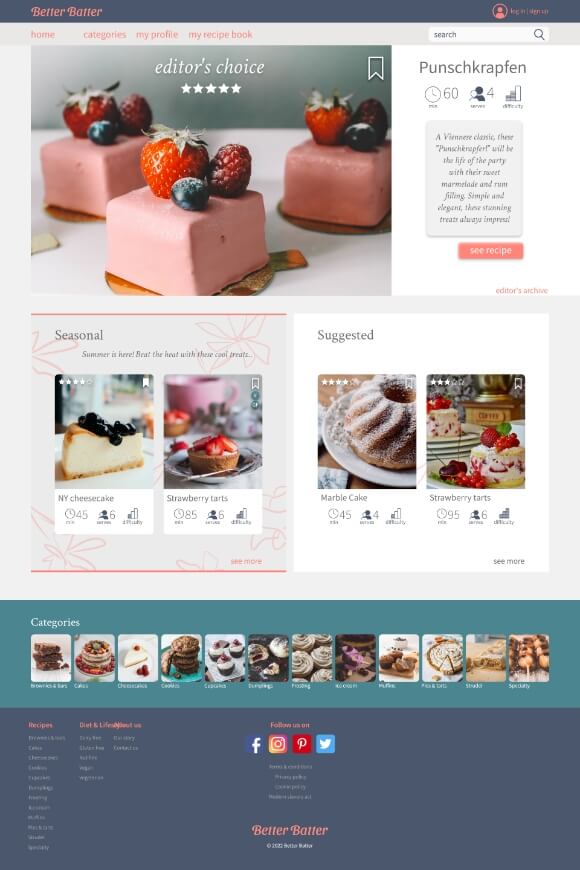 Better Batter
log in | sign up
home categories my profile my recipe book
search
editor's choice
Punschkrapfen
60 4
min serves difficulty
A Viennese classic, these
"Punschkrapferl" will be
the life of the party
with their sweet
marmelade and rum
filling. Simple and
elegant, these stunning
treats always impress!
see recipe
editor's archive
Seasonal
Summer is here! Beat the heat with these cool treats...
NY cheesecake
45 6
min serves difficulty
Strawberry tarts
85 6
min serves difficulty
see more
Suggested
COFFEE
Marble Cake
45 4
min serves difficulty
Strawberry tarts
95 6
min serves difficulty
see more
Categories
Brownies & bars Cakes Cheesecakes Cookies Cupcakes Dumplings Frosting Ice cream Muffins Pies & tarts Strudel Specialty
Recipes
Brownies & bars
Cakes
Cheesecakes
Cookies
Cupcakes
Dumplings
Frosting
Ice cream
Muffins
Pies & tarts
Strudel
Specialty
Diet & Lifestyle
Dairy free
Gluten free
Nut free
Vegan
Vegetarian
About us
Our story
Contact us
Follow us on
Terms & conditions
Privacy policy
Cookie policy
Modern slavery act
Better Batter
© 2022 Better Batter